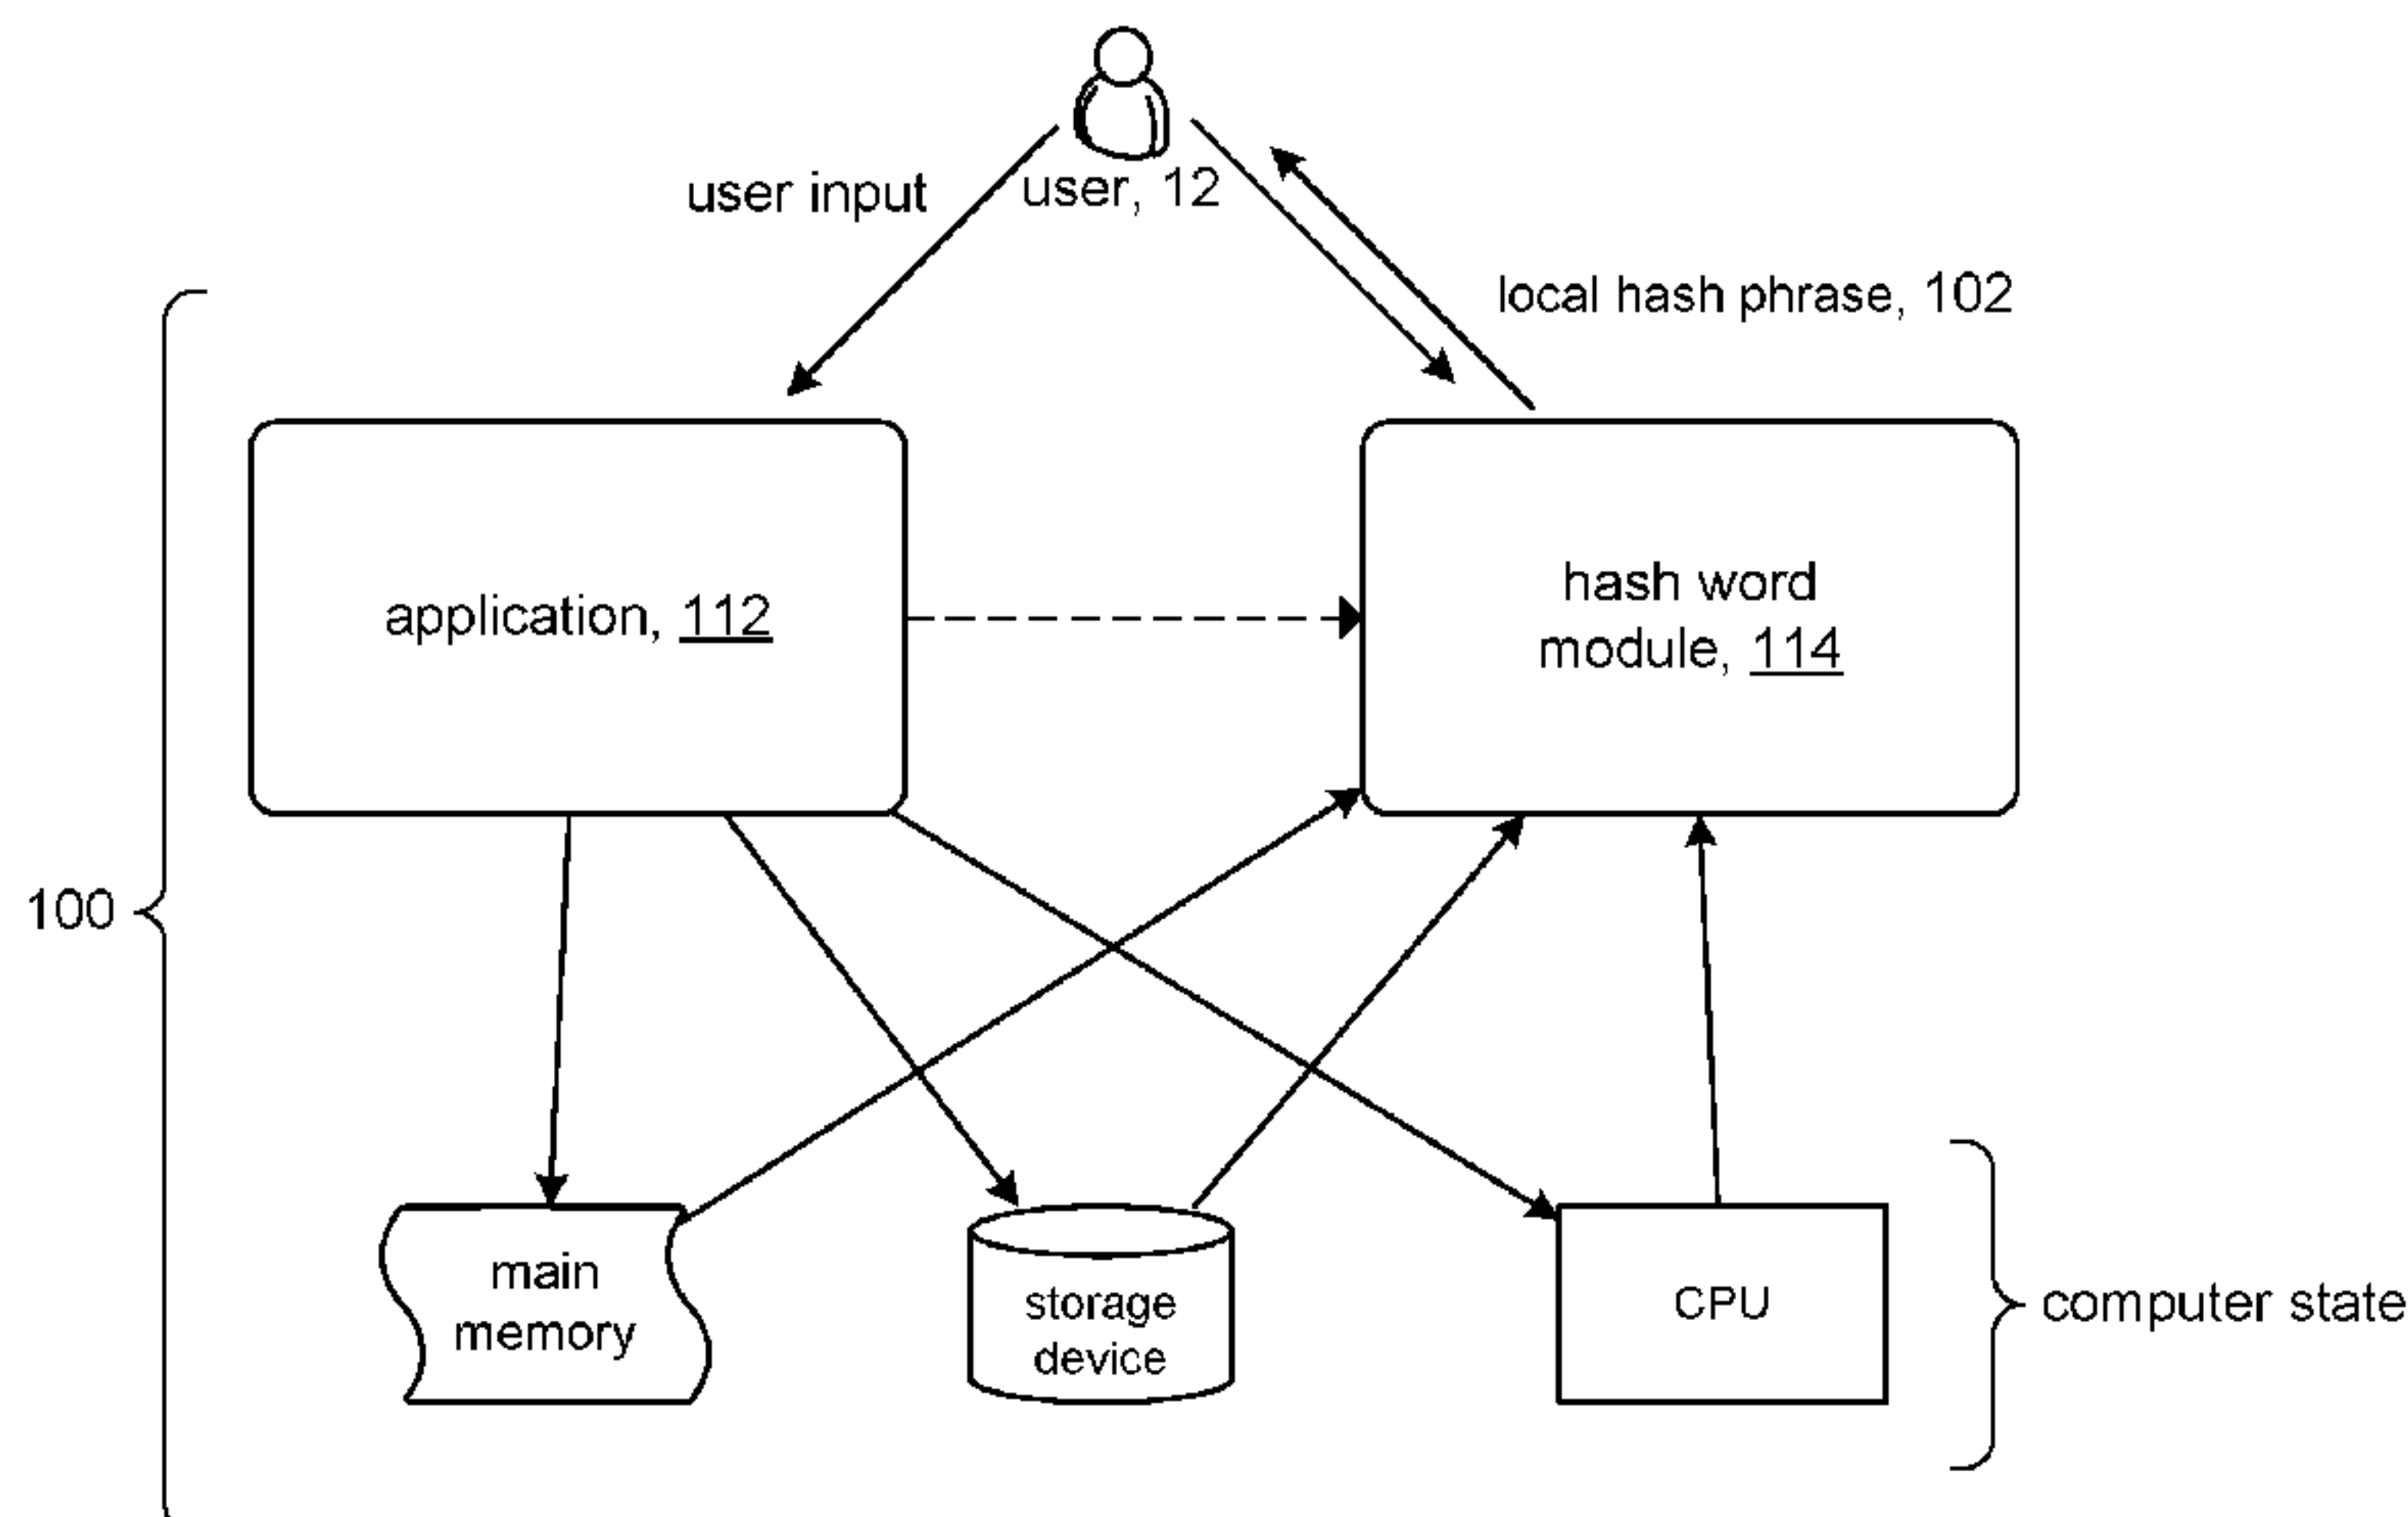 user input
user, 12
local hash phrase, 102
application, 112
hash word
module, 114
100
main
memory
storage
device
CPU
computer state